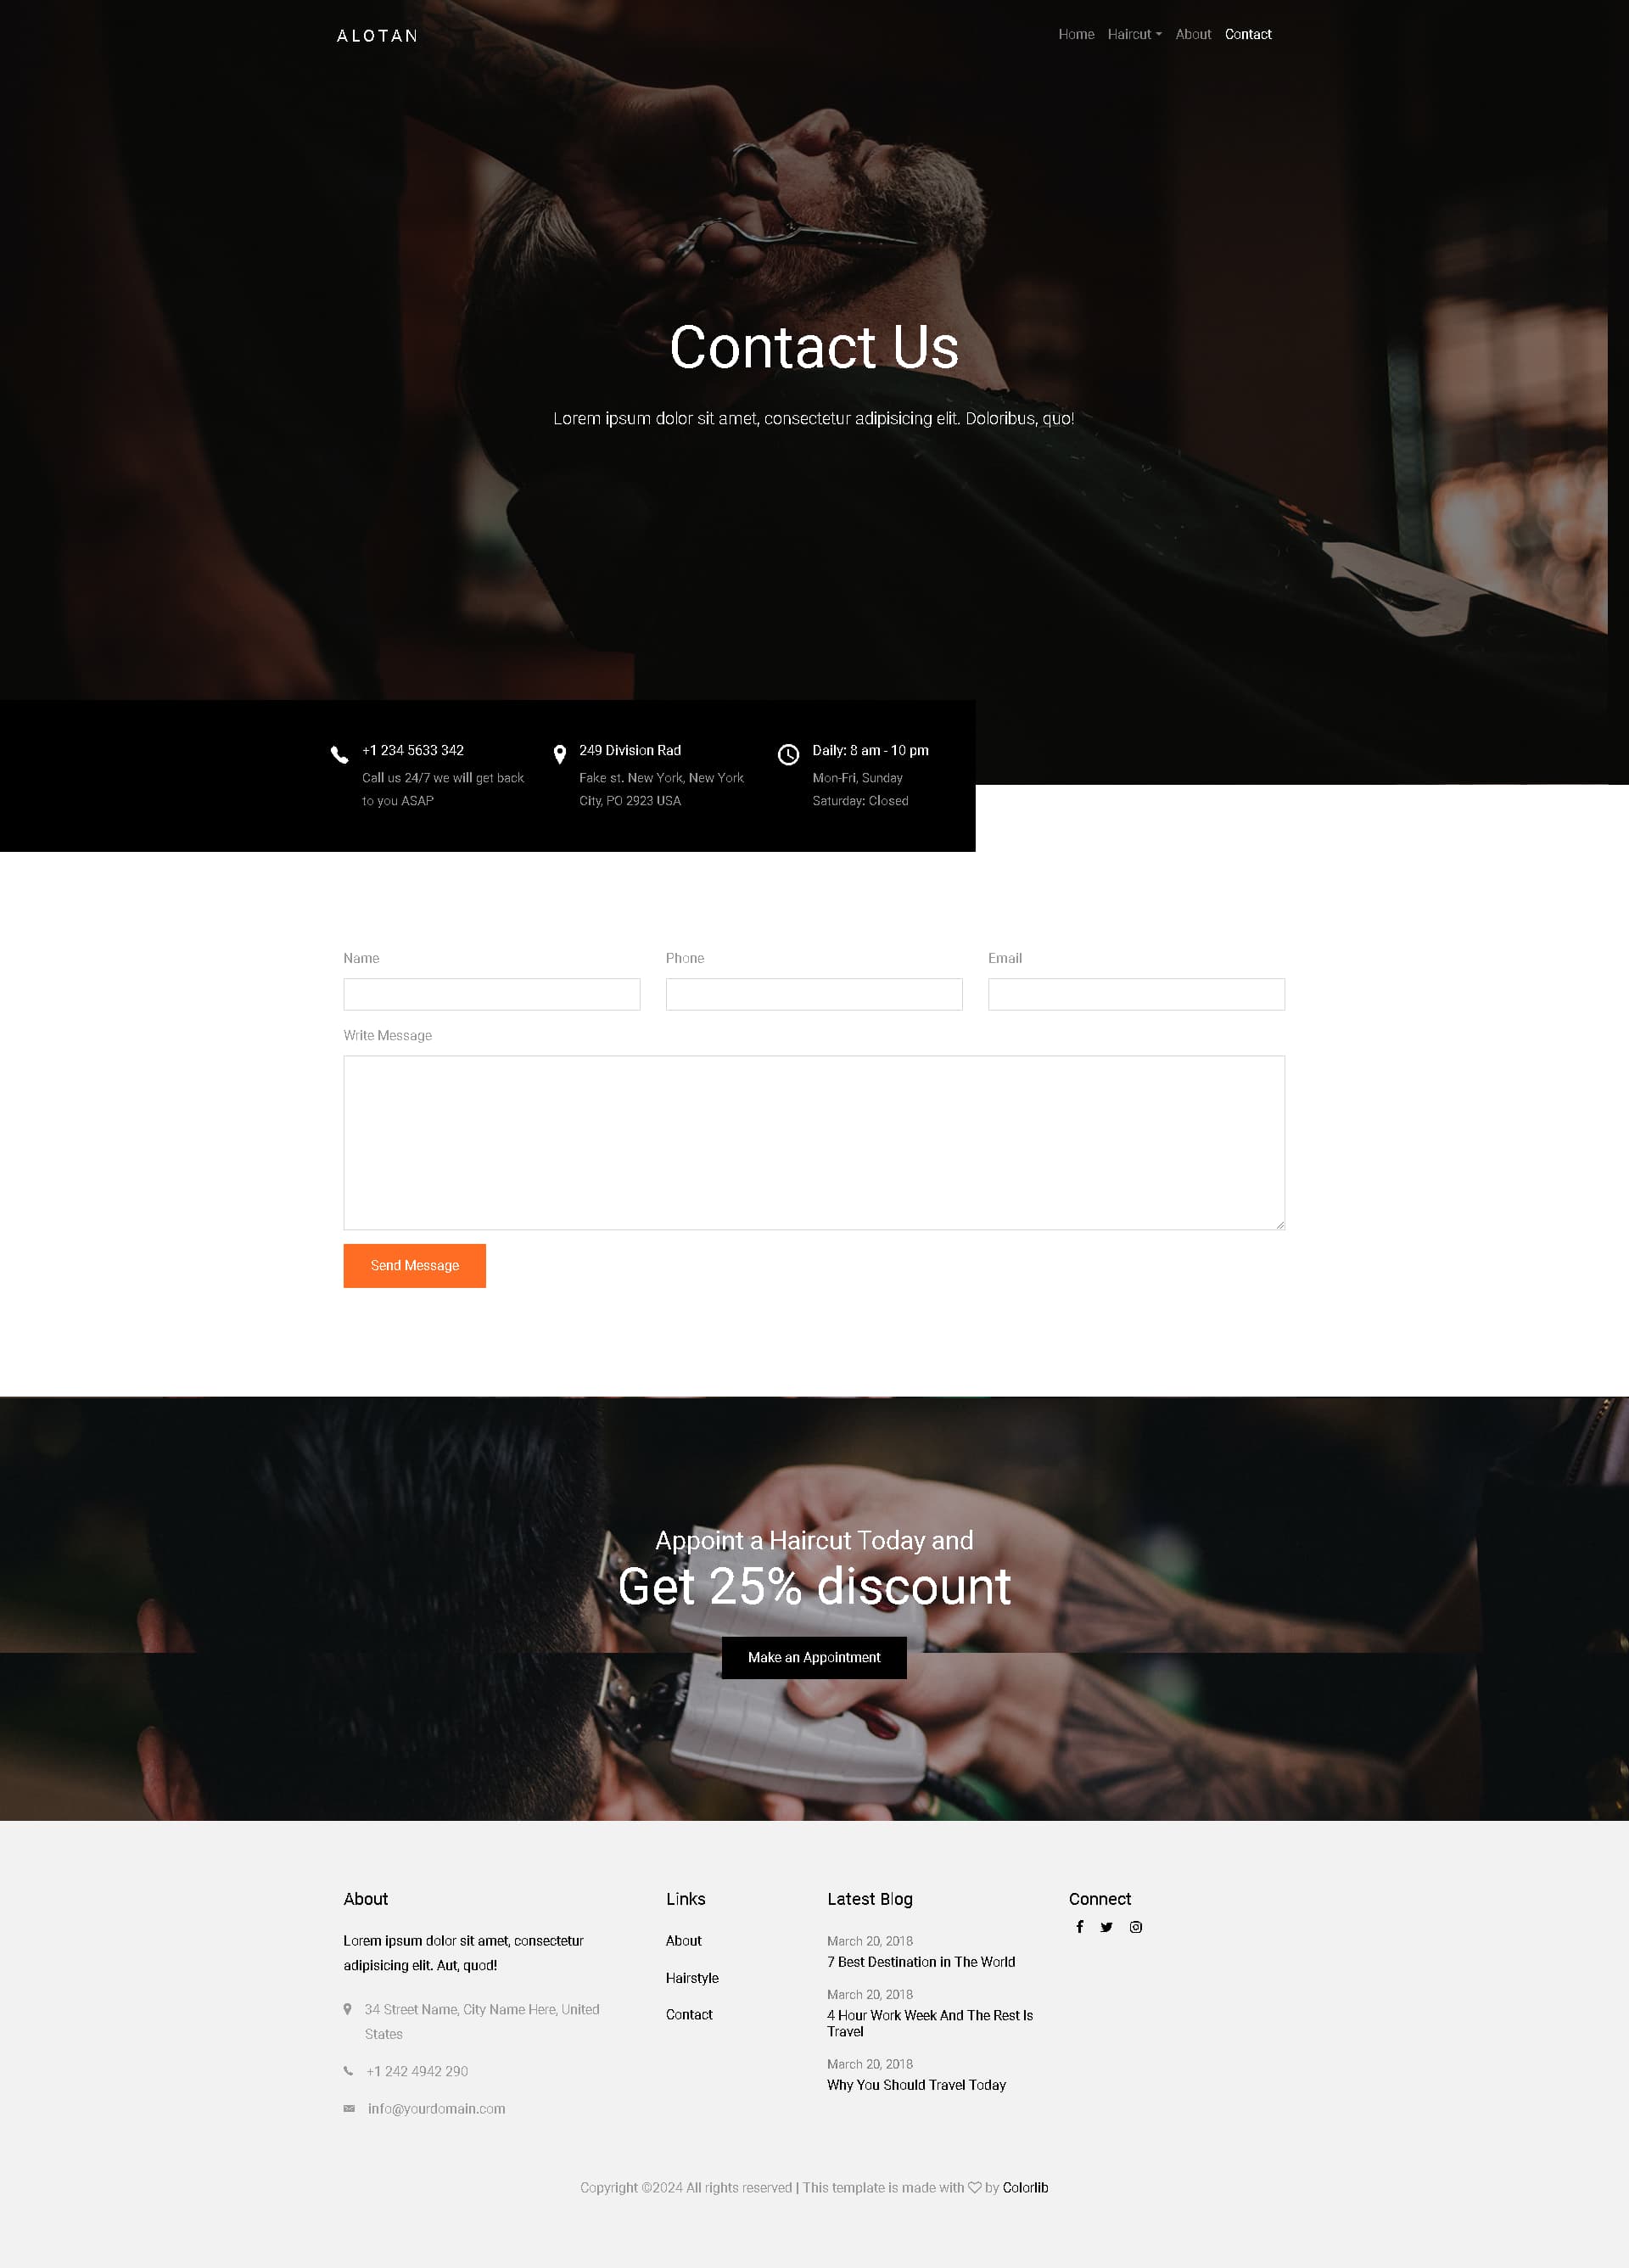 ALOTAN
Home Haircut About Contact
Contact Us
Lorem ipsum dolor sit amet, consectetur adipisicing elit. Doloribus, quo!
+1 234 5633 342
Call us 24/7 we will get back
to you ASAP
249 Division Rad
Fake st. New York, New York
City, PO 2923 USA
Daily: 8 am - 10 pm
Mon-Fri, Sunday
Saturday: Closed
Name
Phone
Email
Write Message
Send Message
Appoint a Haircut Today and
Get 25% discount
Make an Appointment
About
Lorem ipsum dolor sit amet, consectetur
adipisicing elit. Aut, quod!
34 Street Name, City Name Here, United
States
+1 242 4942 290
info@yourdomain.com
Links
About
Hairstyle
Contact
Latest Blog
March 20, 2018
7 Best Destination in The World
March 20, 2018
4 Hour Work Week And The Rest Is
Travel
March 20, 2018
Why You Should Travel Today
Connect
Copyright ©2024 All rights reserved | This template is made with ♡ by Colorlib